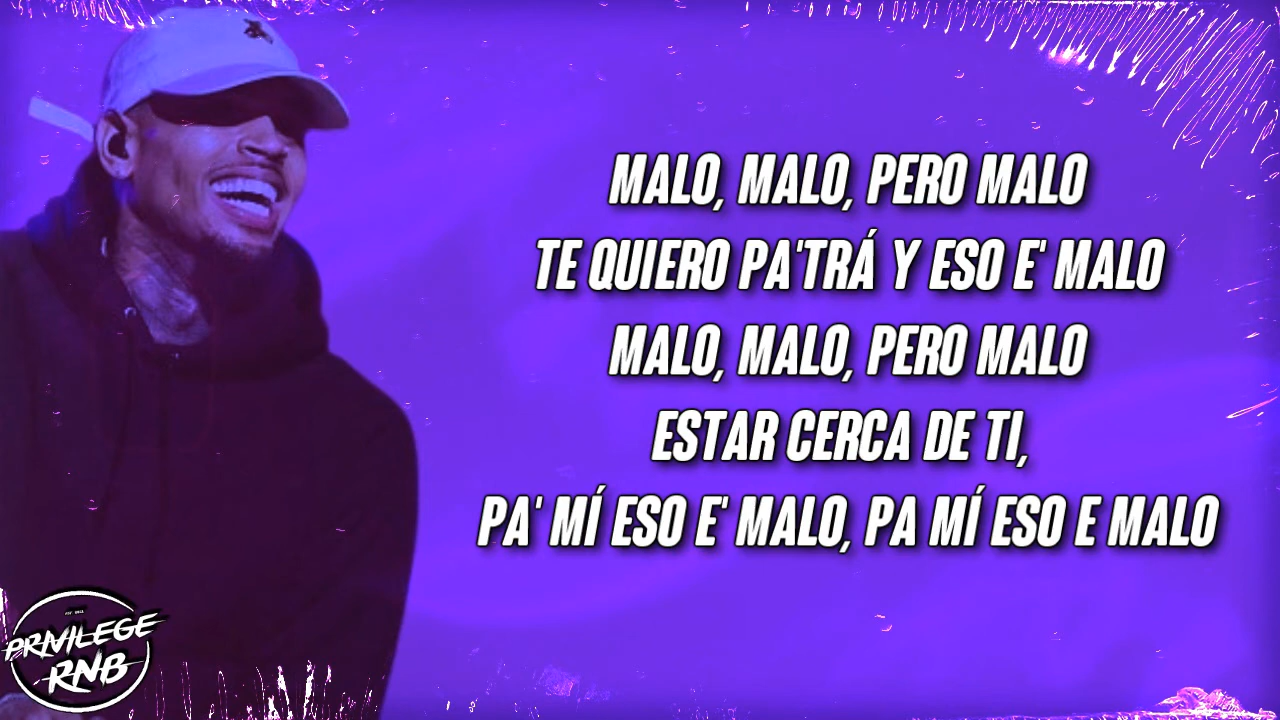 MALO, MALO, PERO MALO
TE QUIERO PA'TRÁ Y ESO E' MALO
MALO, MALO, PERO MALO
ESTAR CERCA DE TI,
PA' MÍ ESO E' MALO, PA MÍ ESO E MALO
PRIVILEGE
RNB